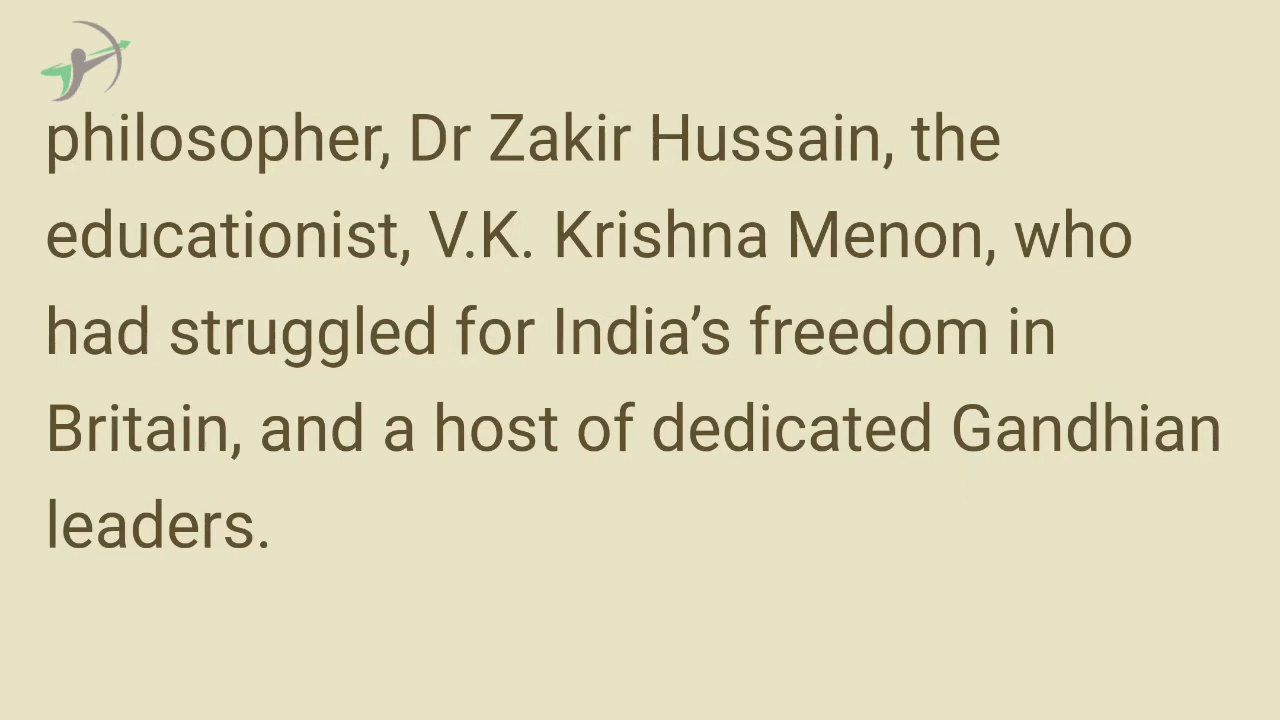 philosopher, Dr Zakir Hussain, the
educationist, V.K. Krishna Menon, who
had struggled for India’s freedom in
Britain, and a host of dedicated Gandhian
leaders.